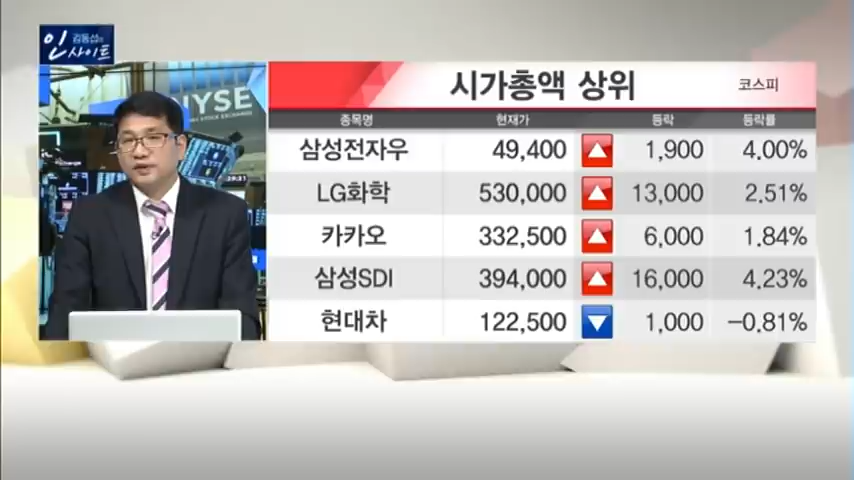 김동섭의
인사이트
NYSE
시가총액 상위
코스피
종목명 현재가 등락 등락률
삼성전자우 49,400 1,900 4.00%
LG화학 530,000 13,000 2.51%
카카오 332,500 6,000 1.84%
삼성SDI 394,000 16,000 4.23%
현대차 122,500 1,000 -0.81%